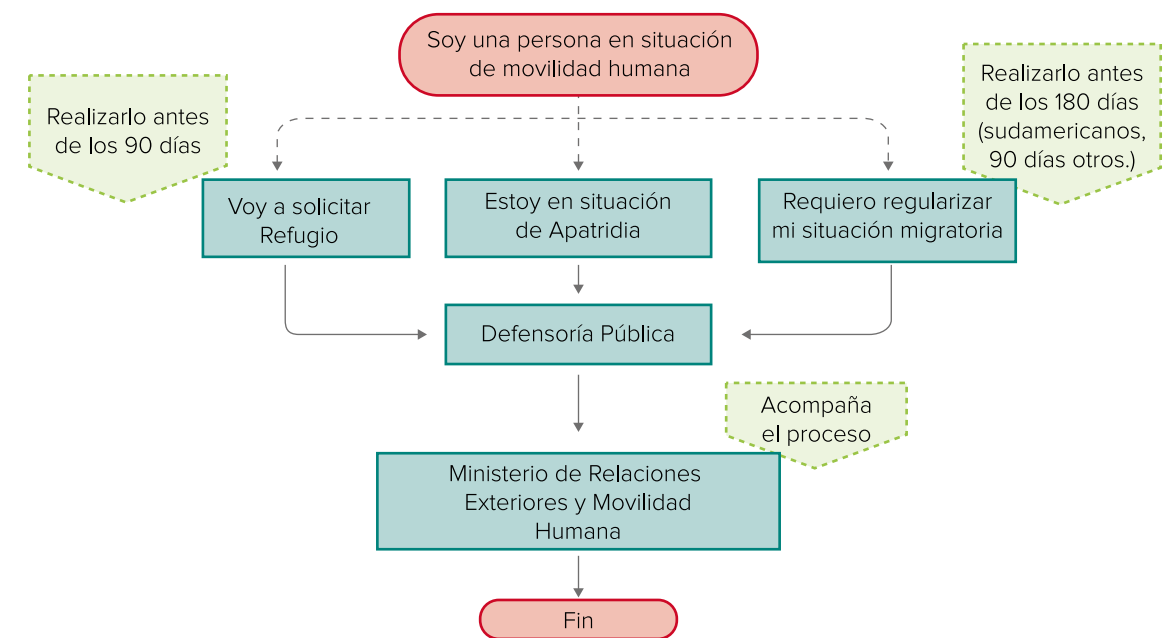 Soy una persona en situación
de movilidad humana
Realizarlo antes
de los 90 días
Realizarlo antes
de los 180 días
(sudamericanos,
90 días otros.)
Voy a solicitar
Refugio
Estoy en situación
de Apatridia
Requiero regularizar
mi situación migratoria
Defensoría Pública
Acompaña
el proceso
Ministerio de Relaciones
Exteriores y Movilidad
Humana
Fin